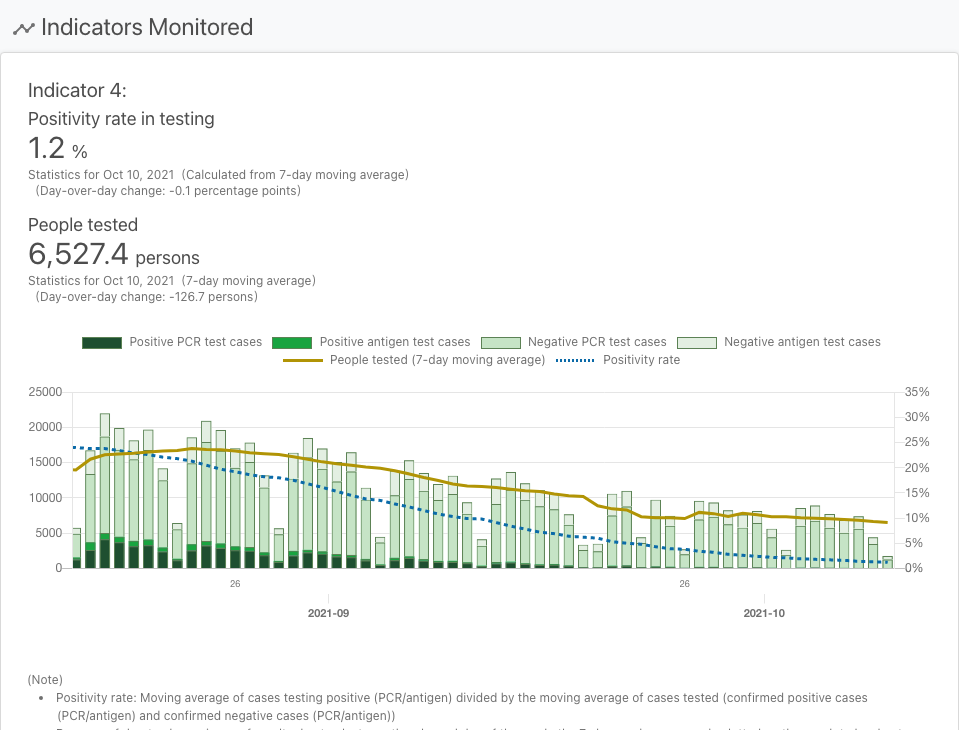 Indicators Monitored
Indicator 4:
Positivity rate in testing
1.2 %
Statistics for Oct 10, 2021 (Calculated from 7-day moving average)
(Day-over-day change: -0.1 percentage points)
People tested
6,527.4 persons
Statistics for Oct 10, 2021 (7-day moving average)
(Day-over-day change: -126.7 persons)
Positive PCR test cases Positive antigen test cases Negative PCR test cases Negative antigen test cases
People tested (7-day moving average) Positivity rate
25000 35%
30%
20000
25%
15000 20%
15%
10000
10%
5000
5%
0 0%
26 26
2021-09 2021-10
(Note)
• Positivity rate: Moving average of cases testing positive (PCR/antigen) divided by the moving average of cases tested (confirmed positive cases
(PCR/antigen) and confirmed negative cases (PCR/antigen))